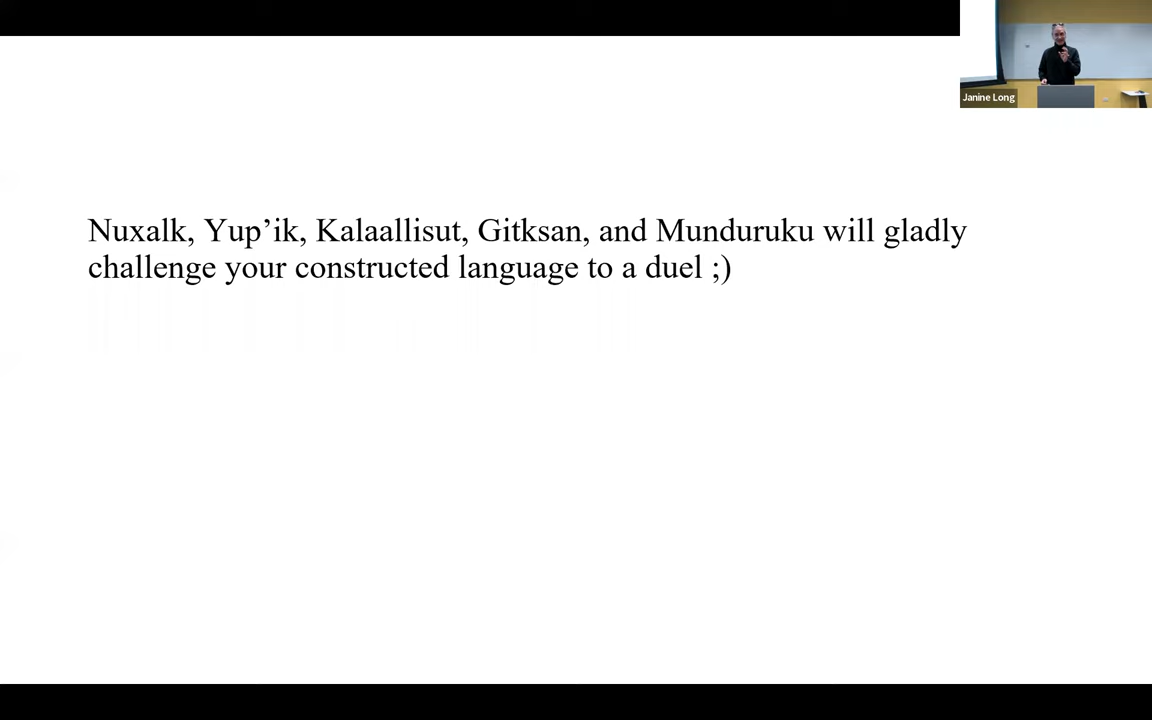 Janine Long
Nuxalk, Yup’ik, Kalaallisut, Gitksan, and Munduruku will gladly
challenge your constructed language to a duel ;)